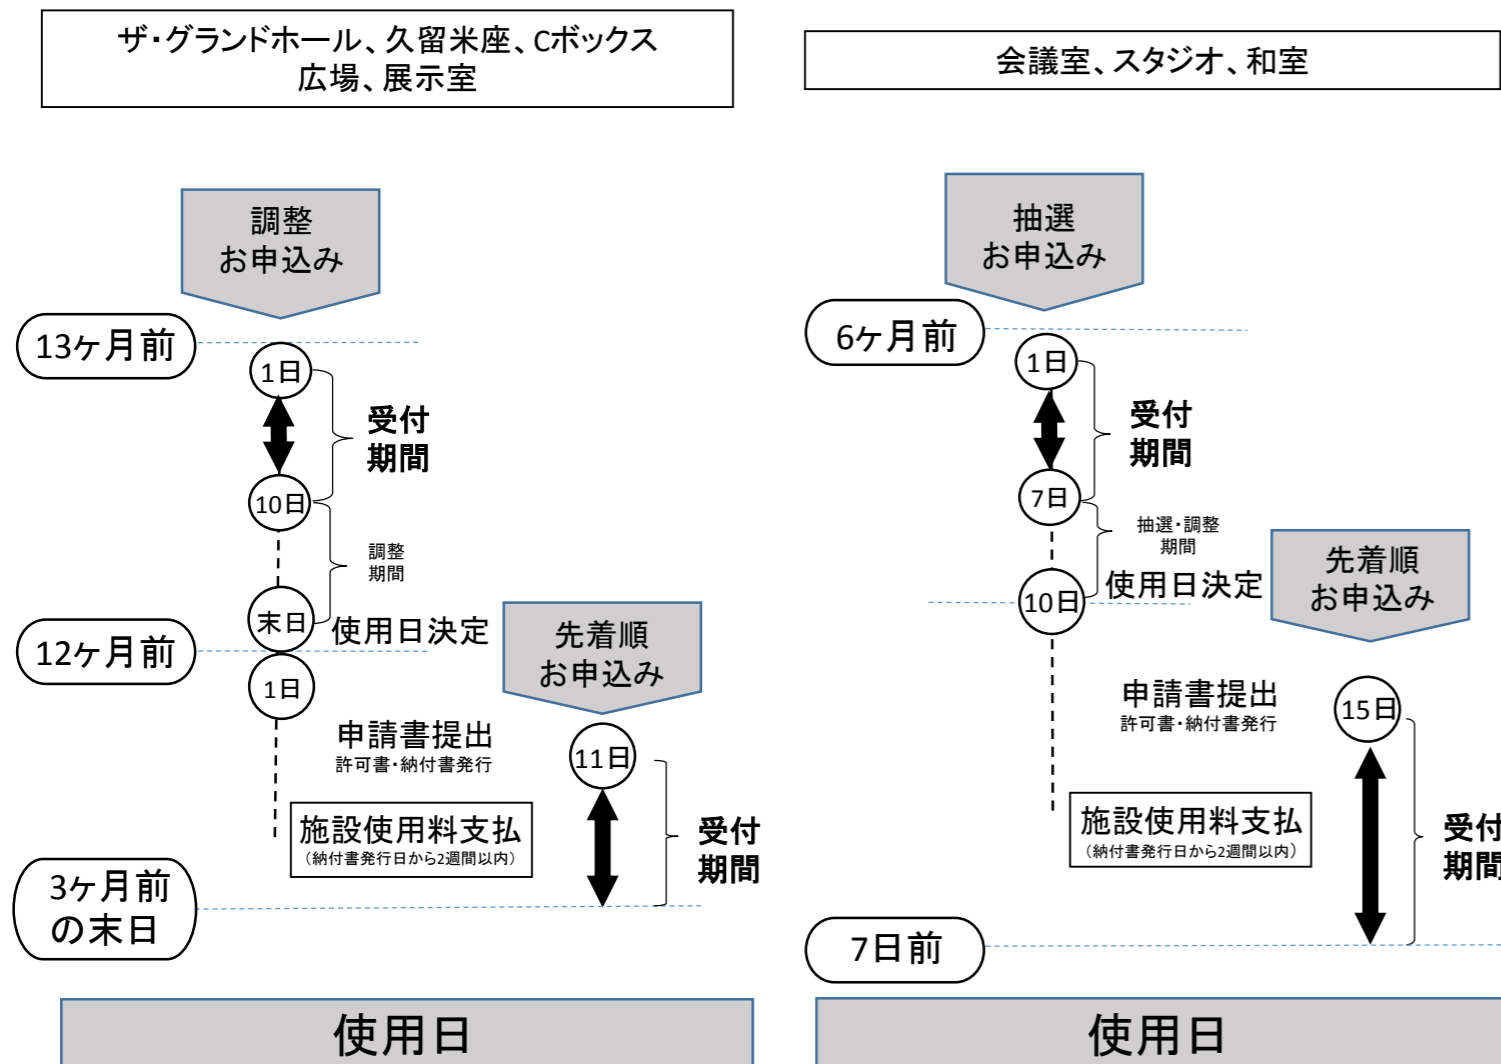 ザ・グランドホール、久留米座、Cボックス
広場、展示室
調整
お申込み
13ヶ月前
1日
受付
期間
10日
調整
期間
末日
使用日決定
12ヶ月前
1日
先着順
お申込み
申請書提出
許可書・納付書発行
11日
施設使用料支払
(納付書発行日から2週間以内)
受付
期間
3ヶ月前
の末日
使用日
会議室、スタジオ、和室
抽選
お申込み
6ヶ月前
1日
受付
期間
7日
抽選・調整
期間
10日
使用日決定
先着順
お申込み
申請書提出
許可書・納付書発行
15日
施設使用料支払
(納付書発行日から2週間以内)
受付
期間
7日前
使用日